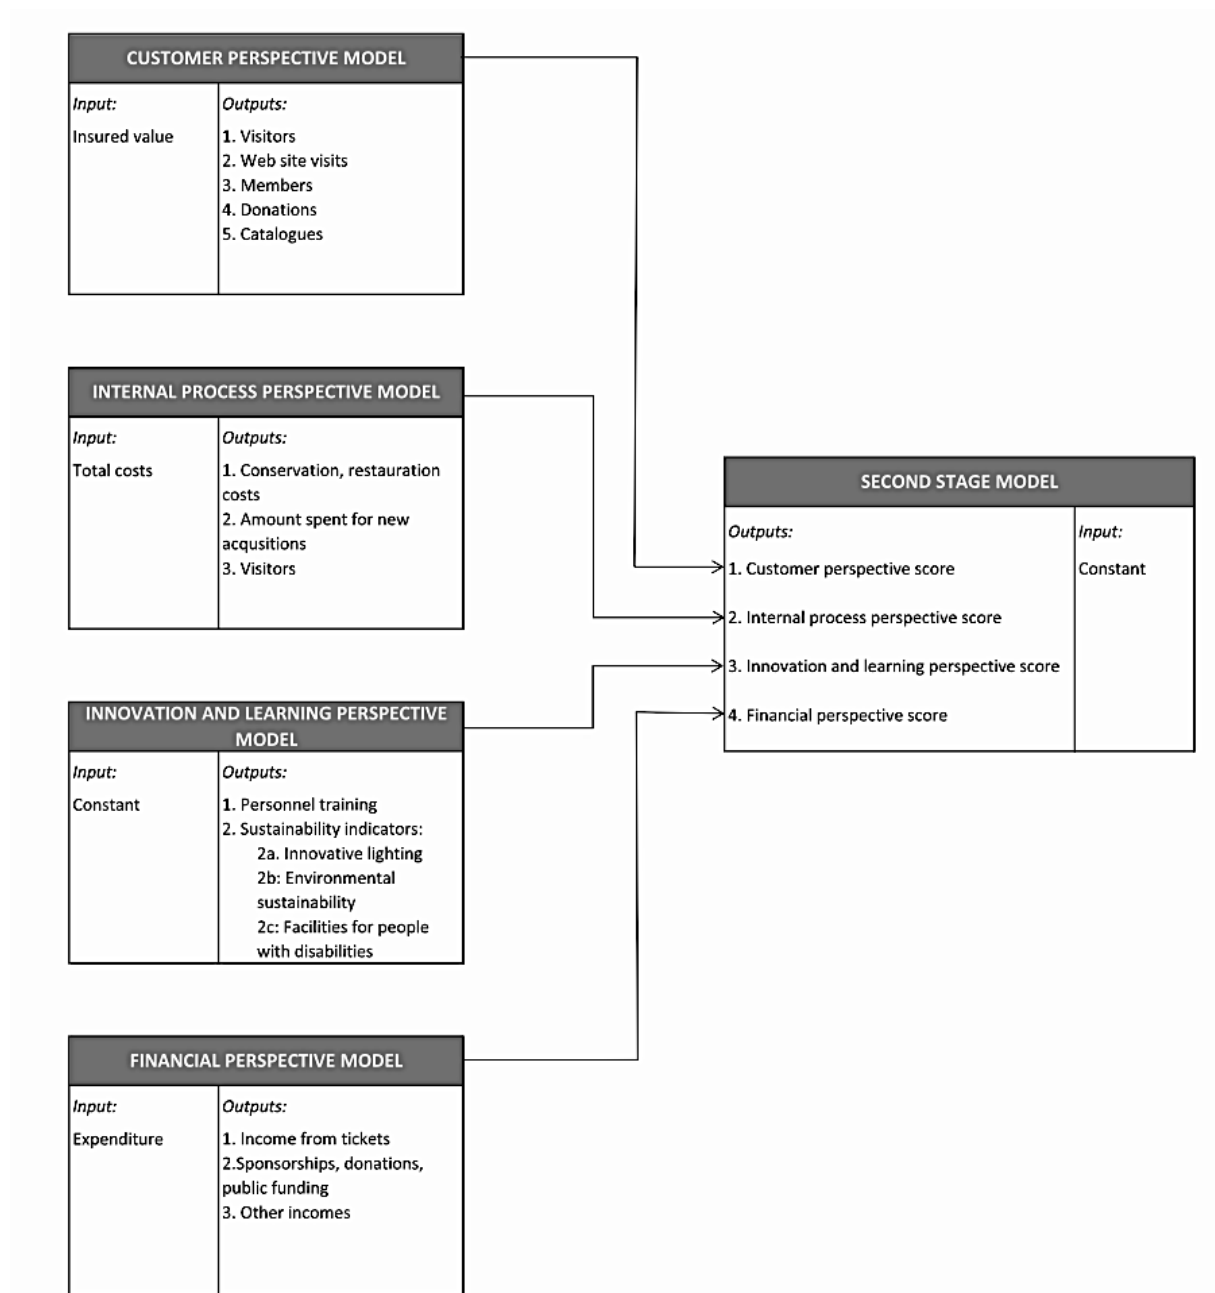 CUSTOMER PERSPECTIVE MODEL
Input:
Insured value
Outputs:
1. Visitors
2. Web site visits
3. Members
4. Donations
5. Catalogues
INTERNAL PROCESS PERSPECTIVE MODEL
Input:
Total costs
Outputs:
1. Conservation, restauration
costs
2. Amount spent for new
acqusitions
3. Visitors
INNOVATION AND LEARNING PERSPECTIVE
MODEL
Input:
Constant
Outputs:
1. Personnel training
2. Sustainability indicators:
2a. Innovative lighting
2b: Environmental
sustainability
2c: Facilities for people
with disabilities
FINANCIAL PERSPECTIVE MODEL
Input:
Expenditure
Outputs:
1. Income from tickets
2.Sponsorships, donations,
public funding
3. Other incomes
SECOND STAGE MODEL
Outputs:
1. Customer perspective score
2. Internal process perspective score
3. Innovation and learning perspective score
4. Financial perspective score
Input:
Constant